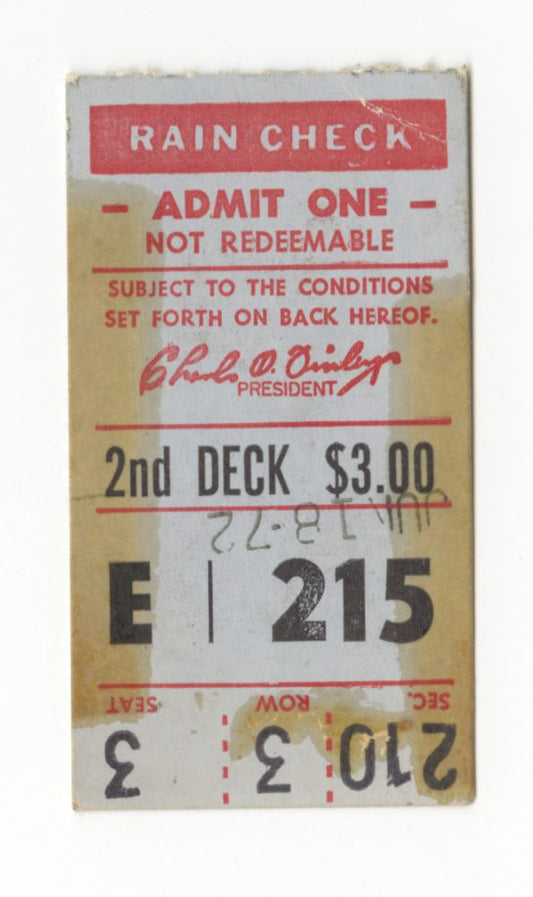 RAIN CHECK
- ADMIT ONE -
NOT REDEEMABLE
SUBJECT TO THE CONDITIONS
SET FORTH ON BACK HEREOF.
Charles O. Finley
PRESIDENT
2nd DECK $3.00
JUN 18-72
E | 215
SEC. ROW SEAT
210 3 3